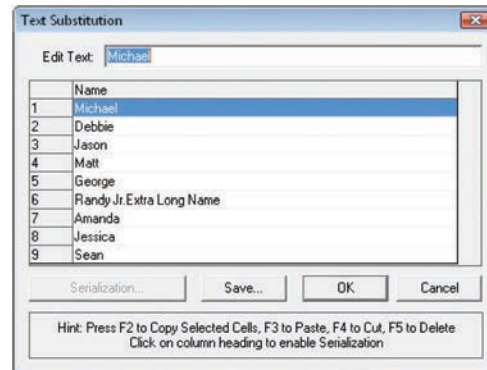 Text Substitution
Edit Text: Michael
Name
1 Michael
2 Debbie
3 Jason
4 Matt
5 George
6 Randy Jr.Extra Long Name
7 Amanda
8 Jessica
9 Sean
Serialization... Save... OK Cancel
Hint: Press F2 to Copy Selected Cells, F3 to Paste, F4 to Cut, F5 to Delete
Click on column heading to enable Serialization